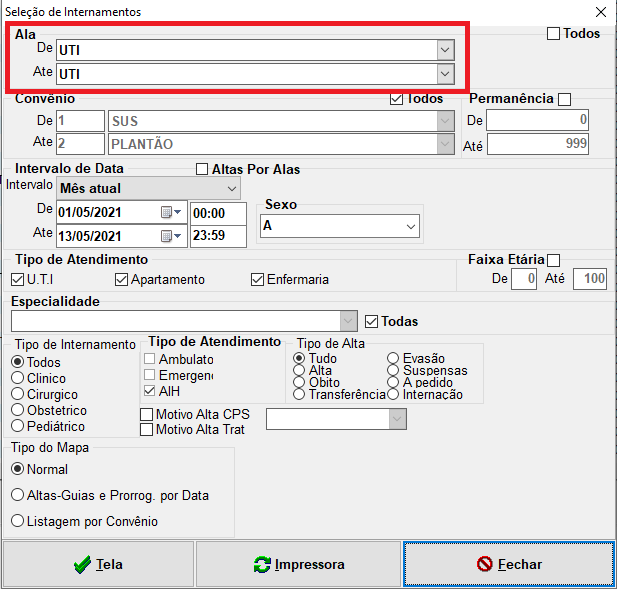 Seleção de Internamentos
Ala
Todos
De UTI
Ate UTI
Convênio
Todos
Permanência
De 1 SUS
De 0
Ate 2 PLANTÃO
Até 999
Intervalo de Data
Altas Por Alas
Intervalo Mês atual
De 01/05/2021 00:00
Ate 13/05/2021 23:59
Sexo
A
Tipo de Atendimento
Faixa Etária
U.T.I Apartamento Enfermaria
De 0 Até 100
Especialidade
Todas
Tipo de Internamento
Todos
Clinico
Cirurgico
Obstetrico
Pediátrico
Tipo de Atendimento
Ambulato
Emergenc
AIH
Tipo de Alta
Tudo Evasão
Alta Suspensas
Obito A pedido
Transferência Internação
Motivo Alta CPS
Motivo Alta Trat
Tipo do Mapa
Normal
Altas-Guias e Prorrog. por Data
Listagem por Convênio
Tela Impressora Fechar